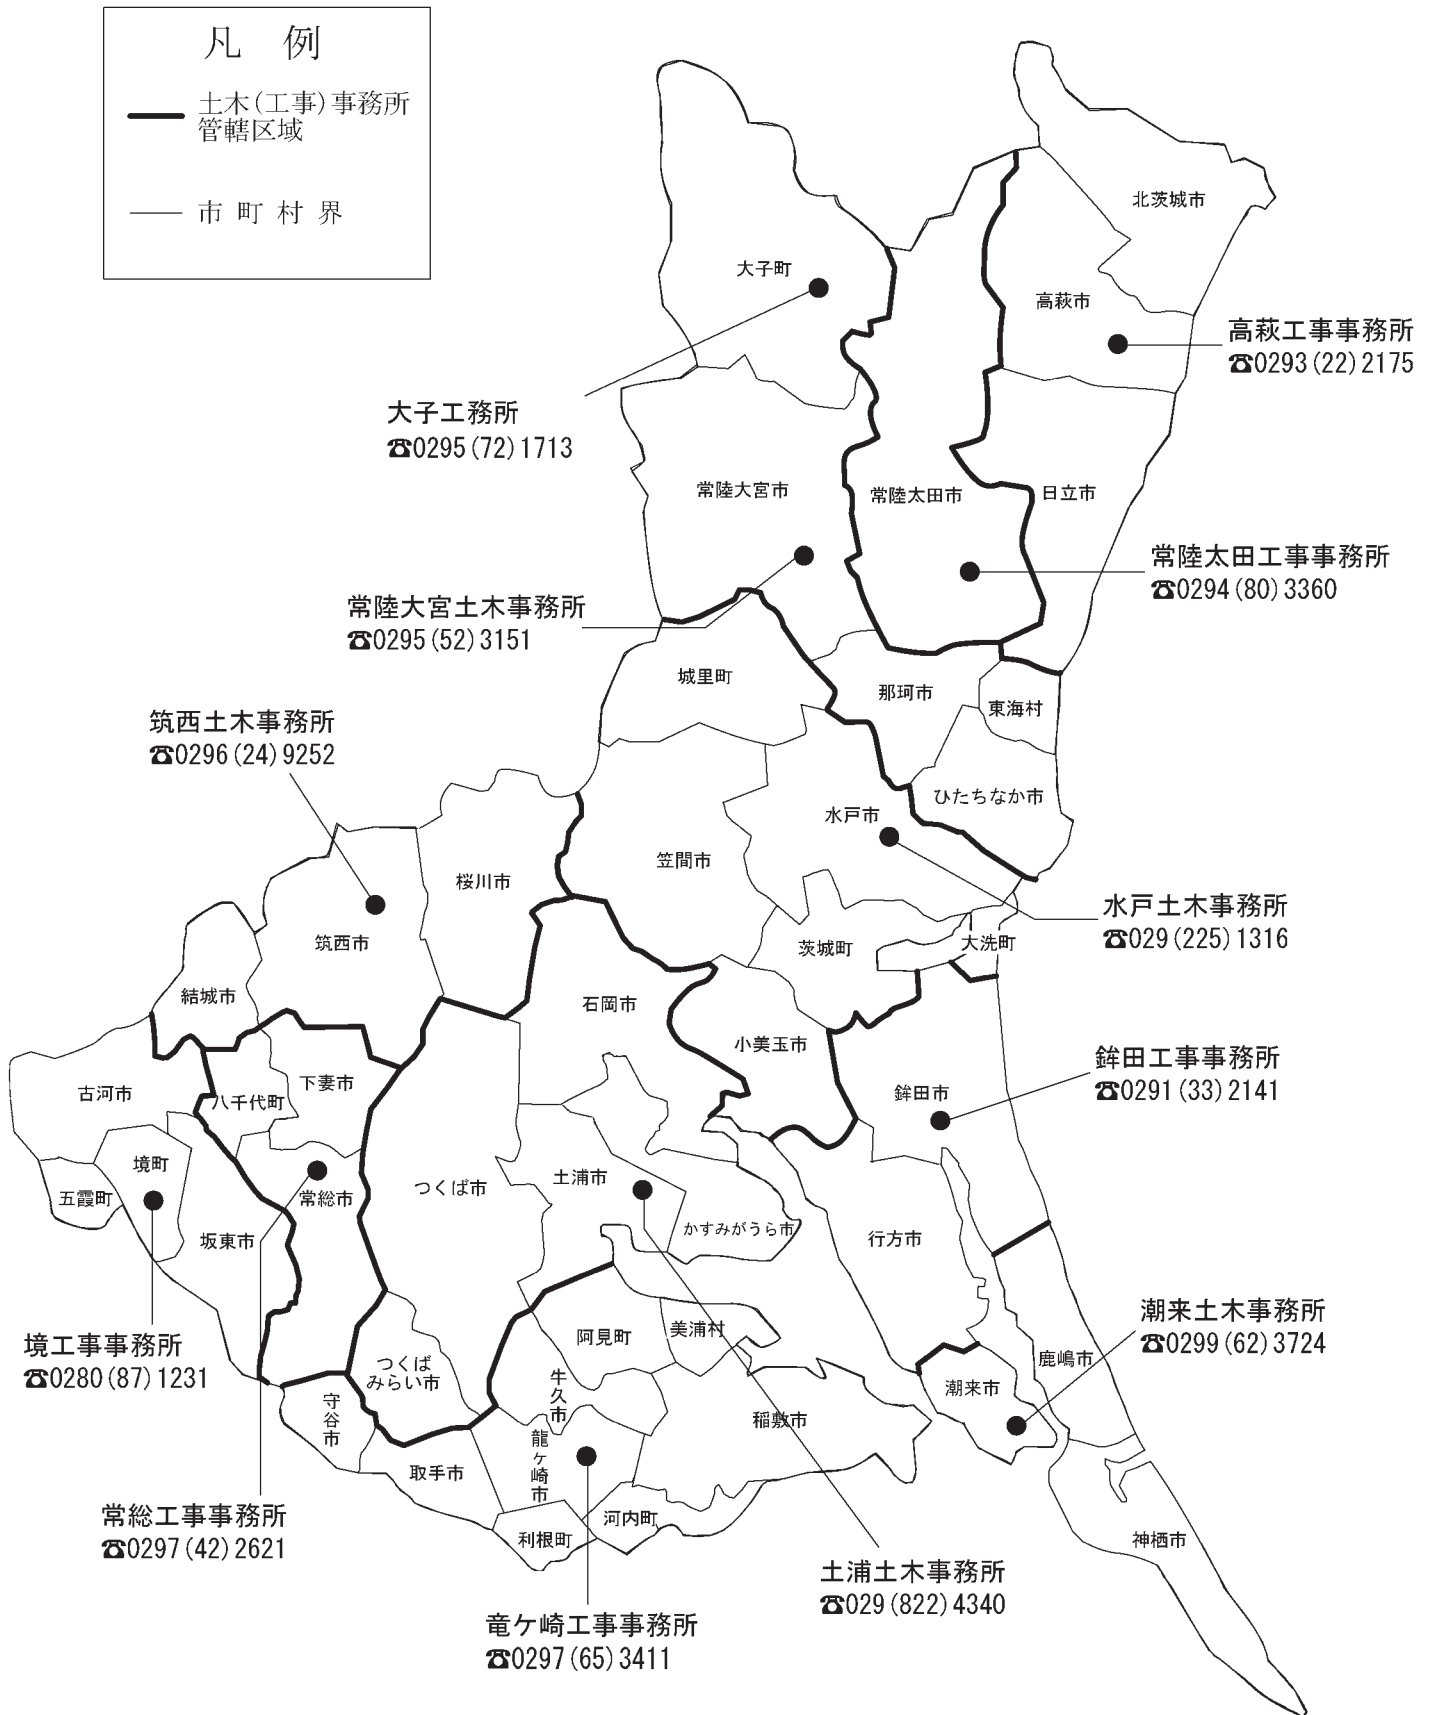 凡 例
土木(工事)事務所
管轄区域
市町村界
北茨城市
大子町
高萩市
高萩工事事務所
☎0293(22)2175
大子工務所
☎0295(72)1713
常陸大宮市
常陸太田市
日立市
常陸太田工事事務所
☎0294(80)3360
常陸大宮土木事務所
☎0295(52)3151
城里町
那珂市
東海村
筑西土木事務所
☎0296(24)9252
ひたちなか市
水戸市
笠間市
桜川市
水戸土木事務所
☎029(225)1316
筑西市
茨城町
大洗町
結城市
石岡市
小美玉市
鉾田工事事務所
☎0291(33)2141
古河市
八千代町
下妻市
鉾田市
境町
五霞町
常総市
つくば市
土浦市
かすみがうら市
坂東市
行方市
潮来土木事務所
☎0299(62)3724
境工事事務所
☎0280(87)1231
阿見町
美浦村
つくば
みらい市
鹿嶋市
潮来市
守谷市
牛久市
稲敷市
龍ヶ崎市
取手市
常総工事事務所
☎0297(42)2621
利根町
河内町
神栖市
土浦土木事務所
☎029(822)4340
竜ケ崎工事事務所
☎0297(65)3411